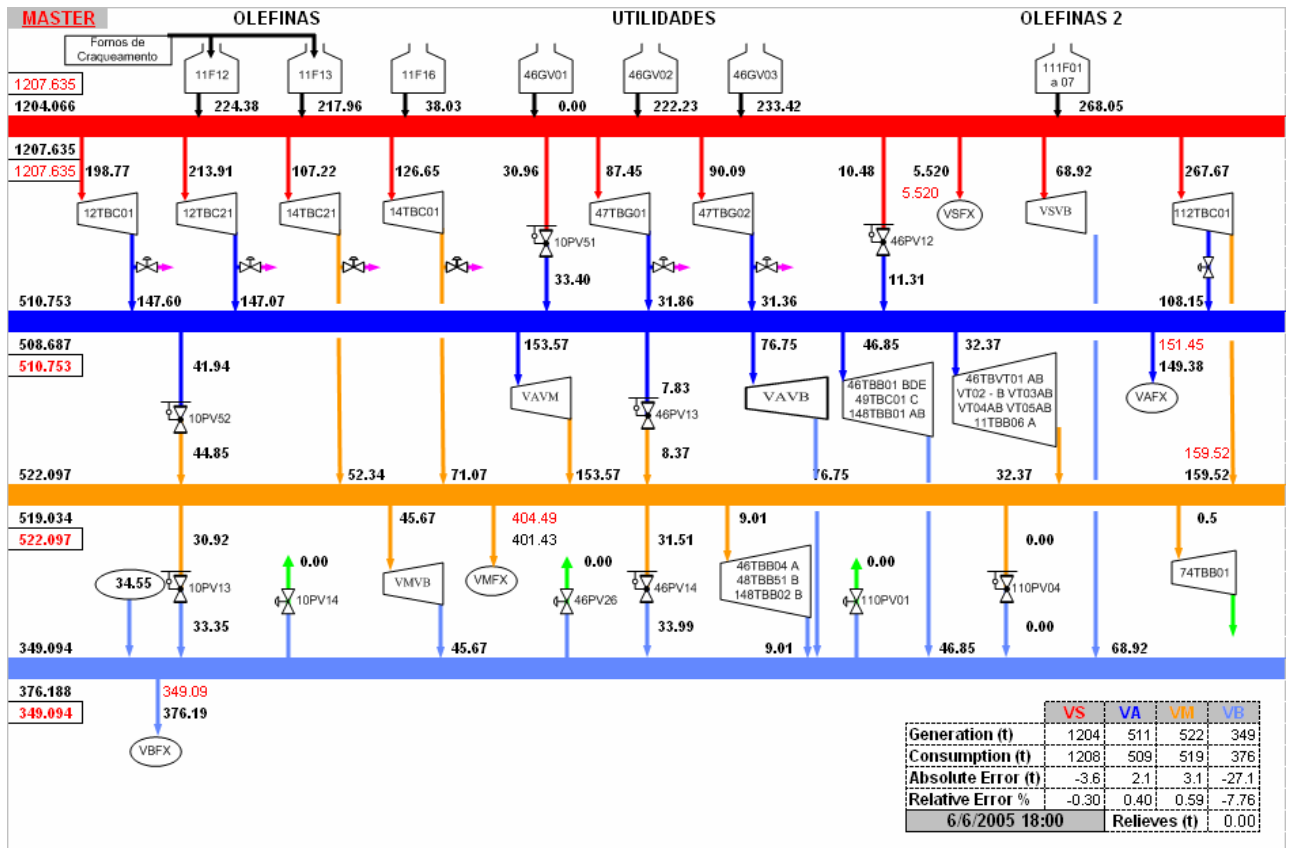 MASTER OLEFINAS UTILIDADES OLEFINAS 2
Fornos de
Craqueamento
11F12 11F13 11F16 46GV01 46GV02 46GV03 111F01
a 07
1207.635
1204.066 224.38 217.96 38.03 0.00 222.23 233.42 268.05
1207.635
1207.635 198.77 213.91 107.22 126.65 30.96 87.45 90.09 10.48 5.520 68.92 267.67
5.520
12TBC01 12TBC21 14TBC21 14TBC01 47TBG01 47TBG02 VSFX VSVB 112TBC01
10PV51 46PV12
33.40 11.31
510.753 147.60 147.07 31.86 31.36 108.15
508.687 153.57 76.75 46.85 32.37 151.45
510.753 41.94 149.38
7.83
VAVM VAVB VAFX
46TBB01 BDE
49TBC01 C
148TBB01 AB
46TBVT01 AB
VT02 - B VT03AB
VT04AB VT05AB
11TBB06 A
10PV52 46PV13
44.85 8.37 159.52
522.097 52.34 71.07 153.57 76.75 32.37 159.52
519.034 45.67 404.49 9.01 0.5
522.097 30.92 401.43 31.51 0.00
0.00 0.00 0.00
34.55 10PV13 10PV14 VMVB VMFX 46PV26 46PV14 110PV01 110PV04 74TBB01
46TBB04 A
48TBB51 B
148TBB02 B
33.35 33.99 0.00
349.094 45.67 9.01 46.85 68.92
376.188 349.09
349.094 376.19
VBFX
VS VA VM VB
Generation (t) 1204 511 522 349
Consumption (t) 1208 509 519 376
Absolute Error (t) -3.6 2.1 3.1 -27.1
Relative Error % -0.30 0.40 0.59 -7.76
6/6/2005 18:00 Relieves (t) 0.00